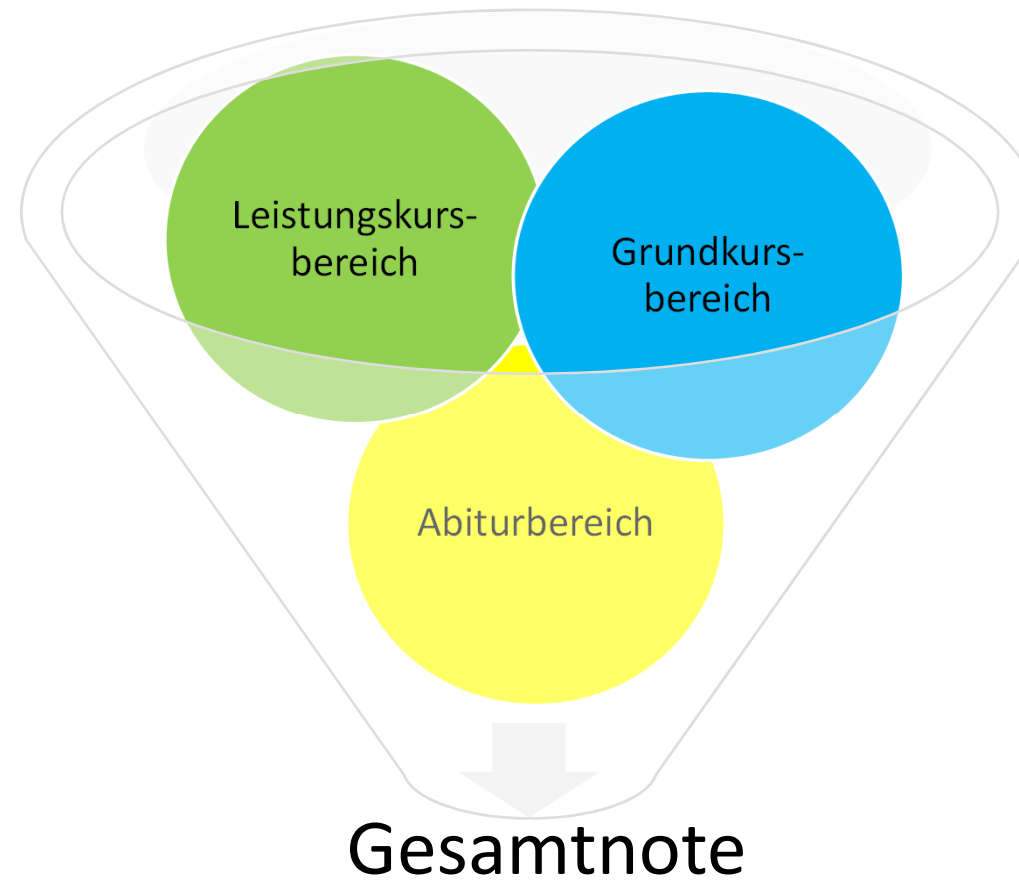 Leistungskurs-
bereich
Grundkurs-
bereich
Abiturbereich
Gesamtnote